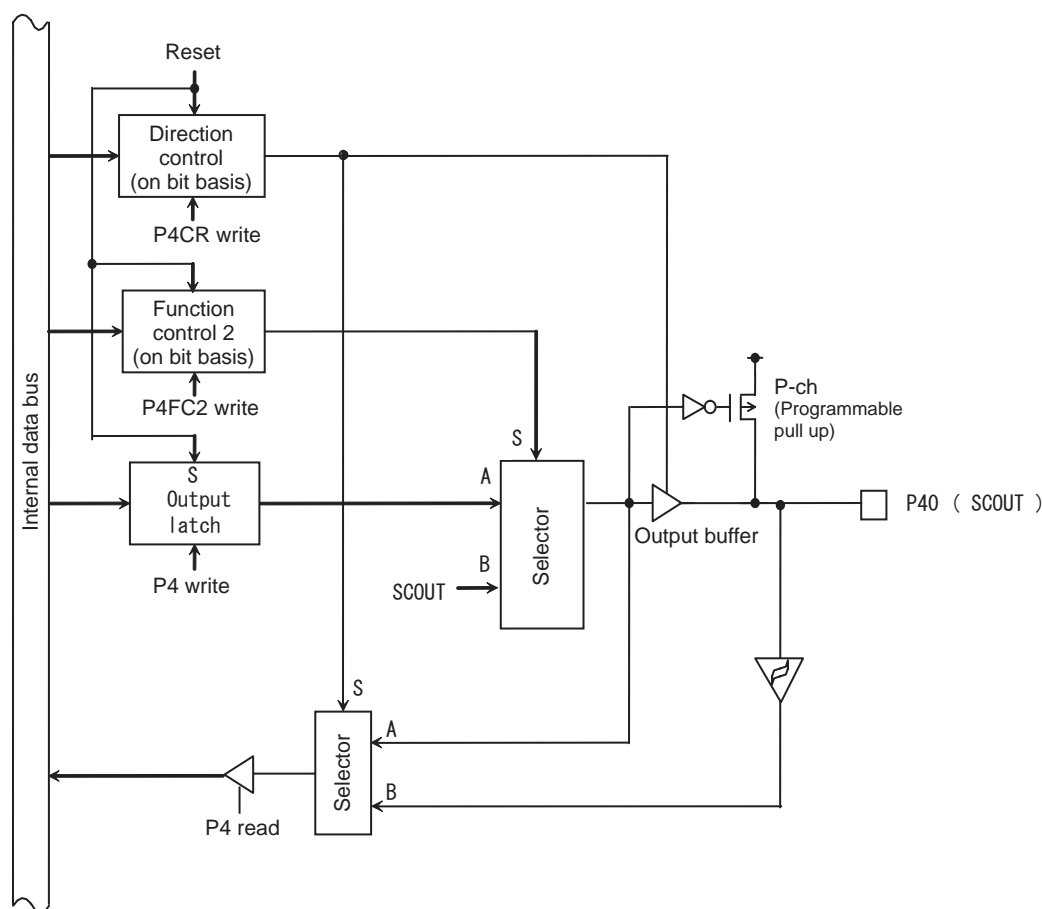 Reset
Direction
control
(on bit basis)
P4CR write
Function
control 2
(on bit basis)
P4FC2 write
Internal data bus
S
Output
latch
P4 write
P-ch
(Programmable
pull up)
S
A
B
SCOUT
Selector
Output buffer
P40 ( SCOUT )
S
A
B
Selector
P4 read